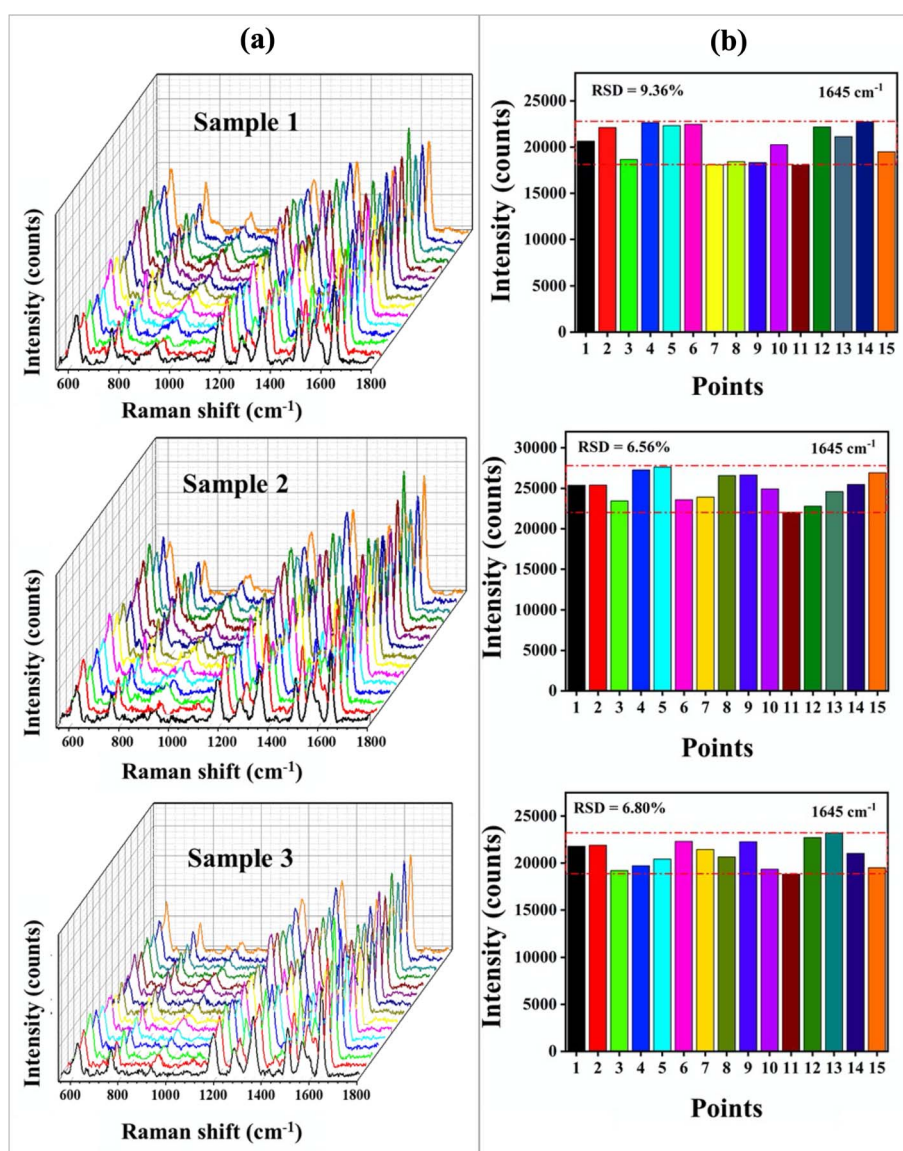 (a)
(b)
Sample 1
Intensity (counts)
600 800 1000 1200 1400 1600 1800
Raman shift (cm⁻¹)
RSD = 9.36%
1645 cm⁻¹
Intensity (counts)
25000
20000
15000
10000
5000
0
1 2 3 4 5 6 7 8 9 10 11 12 13 14 15
Points
Sample 2
Intensity (counts)
600 800 1000 1200 1400 1600 1800
Raman shift (cm⁻¹)
RSD = 6.56%
1645 cm⁻¹
Intensity (counts)
30000
25000
20000
15000
10000
5000
0
1 2 3 4 5 6 7 8 9 10 11 12 13 14 15
Points
Sample 3
Intensity (counts)
600 800 1000 1200 1400 1600 1800
Raman shift (cm⁻¹)
RSD = 6.80%
1645 cm⁻¹
Intensity (counts)
25000
20000
15000
10000
5000
0
1 2 3 4 5 6 7 8 9 10 11 12 13 14 15
Points